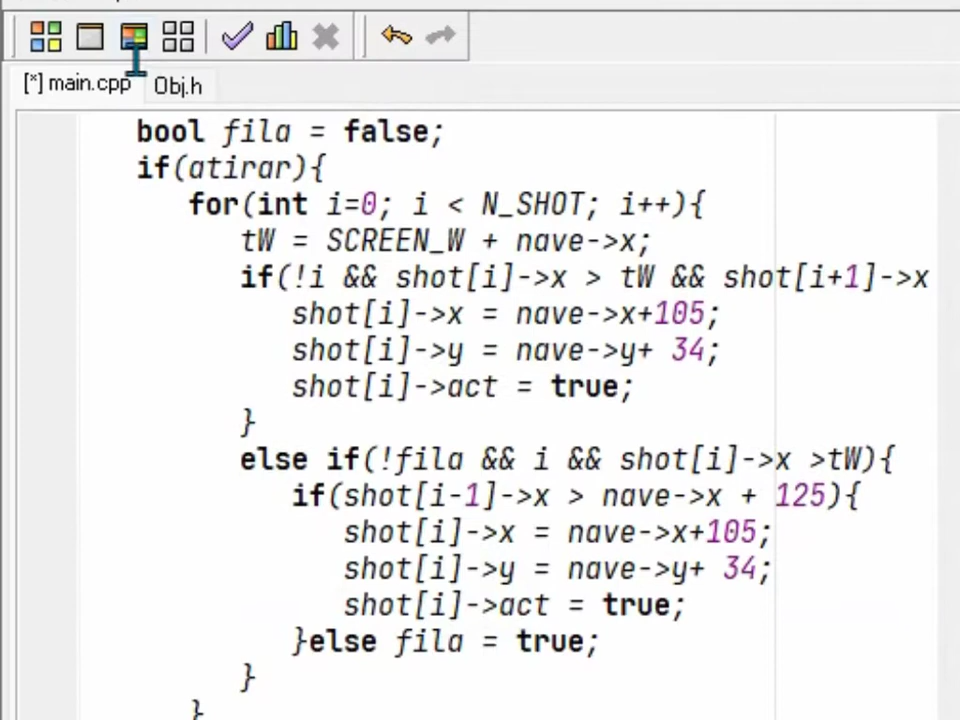 [*] main.cpp Obj.h
bool fila = false;
if(atirar){
for(int i=0; i < N_SHOT; i++){
tW = SCREEN_W + nave->x;
if(!i && shot[i]->x > tW && shot[i+1]->x
shot[i]->x = nave->x+105;
shot[i]->y = nave->y+ 34;
shot[i]->act = true;
}
else if(!fila && i && shot[i]->x >tW){
if(shot[i-1]->x > nave->x + 125){
shot[i]->x = nave->x+105;
shot[i]->y = nave->y+ 34;
shot[i]->act = true;
}else fila = true;
}
}